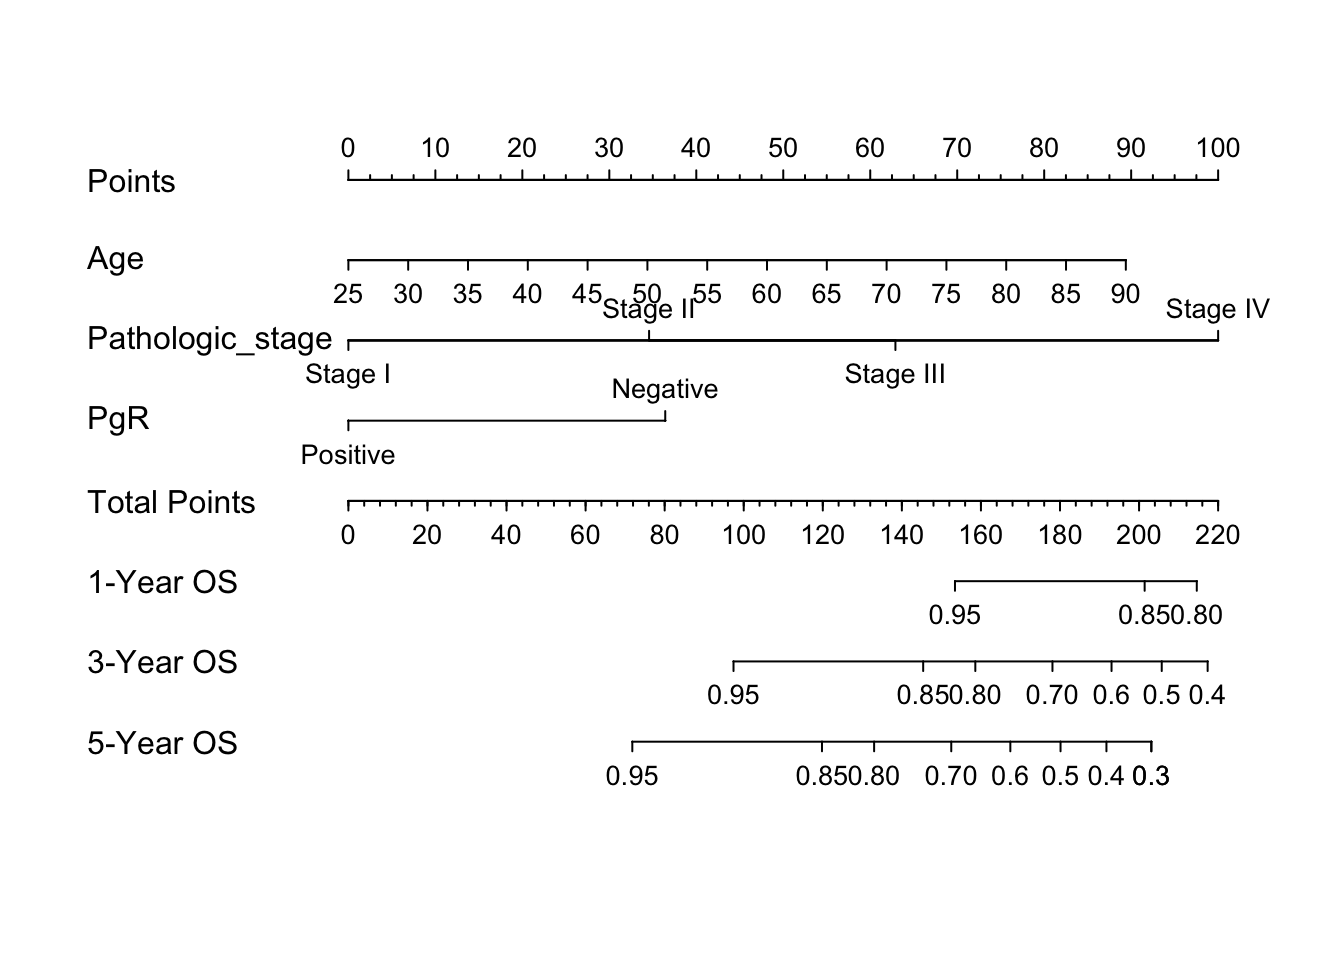 0 10 20 30 40 50 60 70 80 90 100
Points
Age
25 30 35 40 45 50 55 60 65 70 75 80 85 90
Stage II Stage IV
Pathologic_stage
Stage I Stage III
Negative
PgR
Positive
Total Points
0 20 40 60 80 100 120 140 160 180 200 220
1-Year OS
0.95 0.85 0.80
3-Year OS
0.95 0.85 0.80 0.70 0.6 0.5 0.4
5-Year OS
0.95 0.85 0.80 0.70 0.6 0.5 0.4 0.3